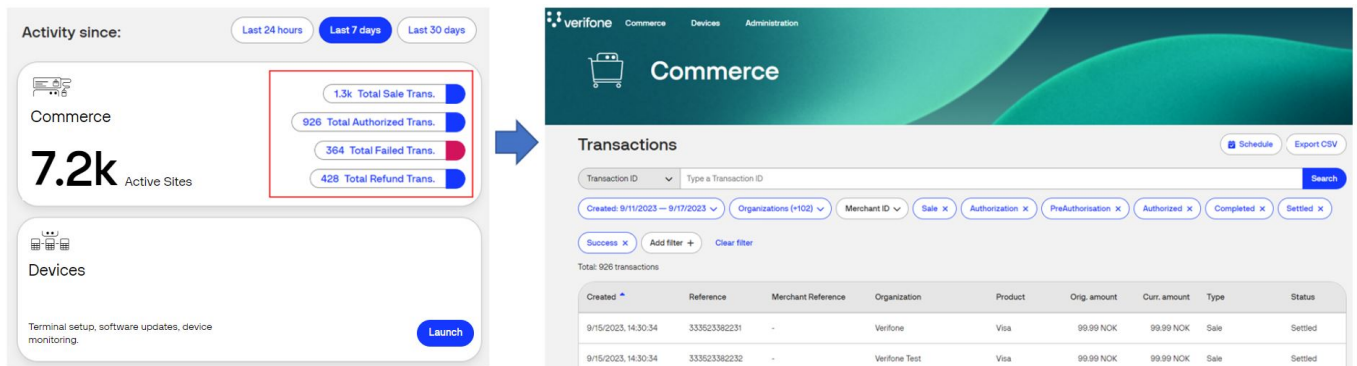 Activity since:
Last 24 hours
Last 7 days
Last 30 days
Commerce
7.2k Active Sites
1.3k Total Sale Trans.
926 Total Authorized Trans.
364 Total Failed Trans.
428 Total Refund Trans.
Devices
Terminal setup, software updates, device
monitoring.
Launch
verifone Commerce Devices Administration
Commerce
Transactions
Schedule
Export CSV
Transaction ID
Type a Transaction ID
Search
Created: 9/11/2023 — 9/17/2023
Organizations (+102)
Merchant ID
Sale ×
Authorization ×
PreAuthorisation ×
Authorized ×
Completed ×
Settled ×
Success ×
Add filter +
Clear filter
Total: 926 transactions
Created Reference Merchant Reference Organization Product Orig. amount Curr. amount Type Status
9/15/2023, 14:30:34 333523382231 - Verifone Visa 99.99 NOK 99.99 NOK Sale Settled
9/15/2023, 14:30:34 333523382232 - Verifone Test Visa 99.99 NOK 99.99 NOK Sale Settled